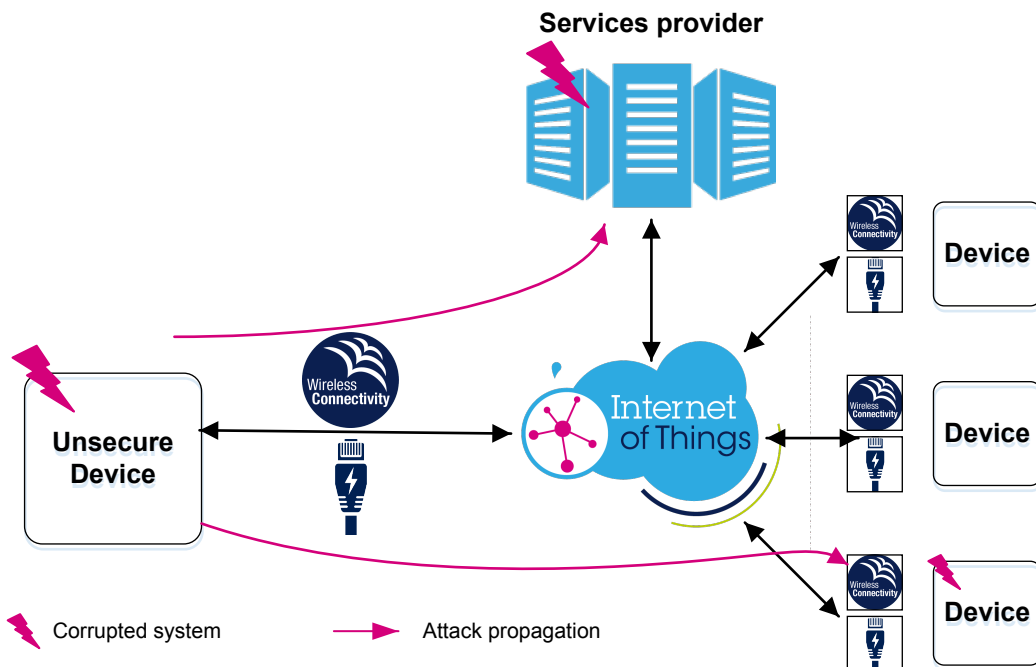 Services provider
Wireless
Connectivity
Device
Wireless
Connectivity
Unsecure
Device
Internet
of Things
Wireless
Connectivity
Device
Wireless
Connectivity
Device
Corrupted system
Attack propagation